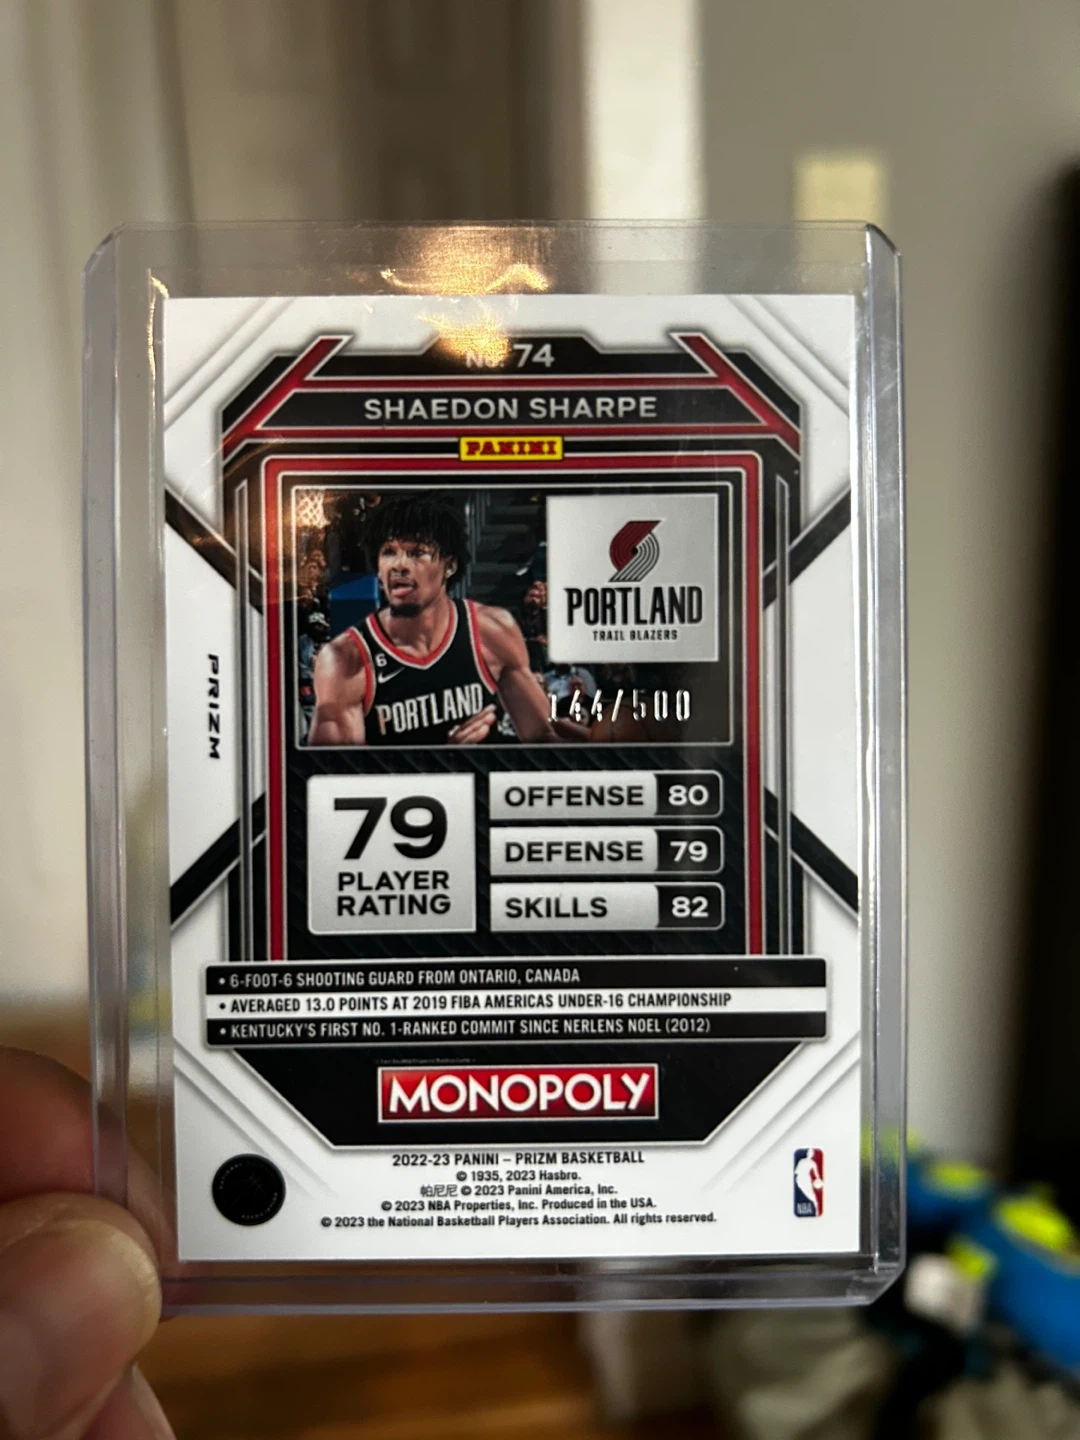 No. 74
SHAEDON SHARPE
PANINI
PORTLAND
TRAIL BLAZERS
6
PORTLAND
144/500
PRIZM
79
PLAYER
RATING
OFFENSE 80
DEFENSE 79
SKILLS 82
• 6-FOOT-6 SHOOTING GUARD FROM ONTARIO, CANADA
• AVERAGED 13.0 POINTS AT 2019 FIBA AMERICAS UNDER-16 CHAMPIONSHIP
• KENTUCKY'S FIRST NO. 1-RANKED COMMIT SINCE NERLENS NOEL (2012)
MONOPOLY
2022-23 PANINI – PRIZM BASKETBALL
© 1935, 2023 Hasbro.
帕尼尼 © 2023 Panini America, Inc.
© 2023 NBA Properties, Inc. Produced in the USA.
© 2023 the National Basketball Players Association. All rights reserved.
NBA